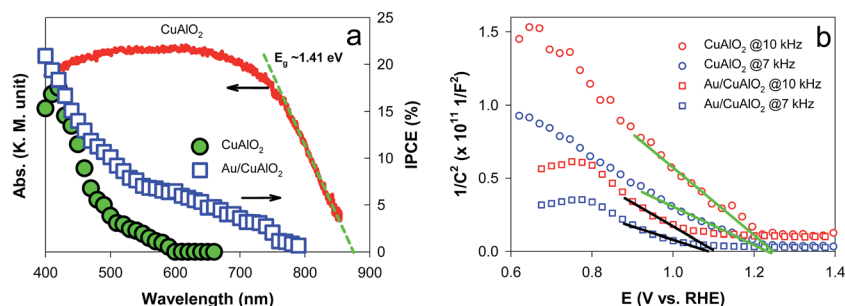 CuAlO2
a
Eg ~1.41 eV
Abs. (K. M. unit)
25
20
15
10
5
0
IPCE (%)
CuAlO2
Au/CuAlO2
400 500 600 700 800 900
Wavelength (nm)
b
CuAlO2 @10 kHz
CuAlO2 @7 kHz
Au/CuAlO2 @10 kHz
Au/CuAlO2 @7 kHz
1/C² (x 10¹¹ 1/F²)
1.5
1.0
0.5
0.0
0.6 0.8 1.0 1.2 1.4
E (V vs. RHE)